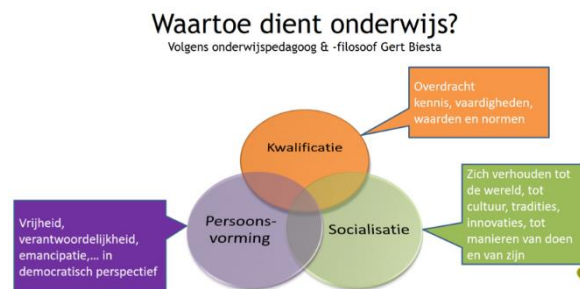 Waartoe dient onderwijs?
Volgens onderwijspedagoog & -filosoof Gert Biesta
Overdracht
kennis, vaardigheden,
waarden en normen
Kwalificatie
Zich verhouden tot
de wereld, tot
cultuur, tradities,
innovaties, tot
manieren van doen
en van zijn
Vrijheid,
verantwoordelijkheid,
emancipatie,... in
democratisch perspectief
Persoons-
vorming
Socialisatie